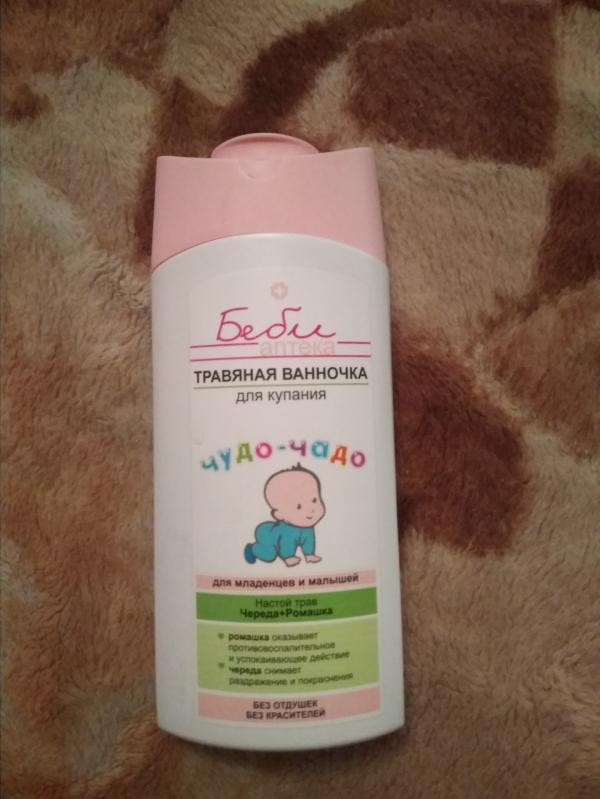 Беби
аптека
ТРАВЯНАЯ ВАННОЧКА
для купания
чудо-чадо
для младенцев и малышей
Настой трав
Череда+Ромашка
ромашка оказывает
противовоспалительное
и успокаивающее действие
череда снимает
раздражение и покраснения
БЕЗ ОТДУШЕК
БЕЗ КРАСИТЕЛЕЙ